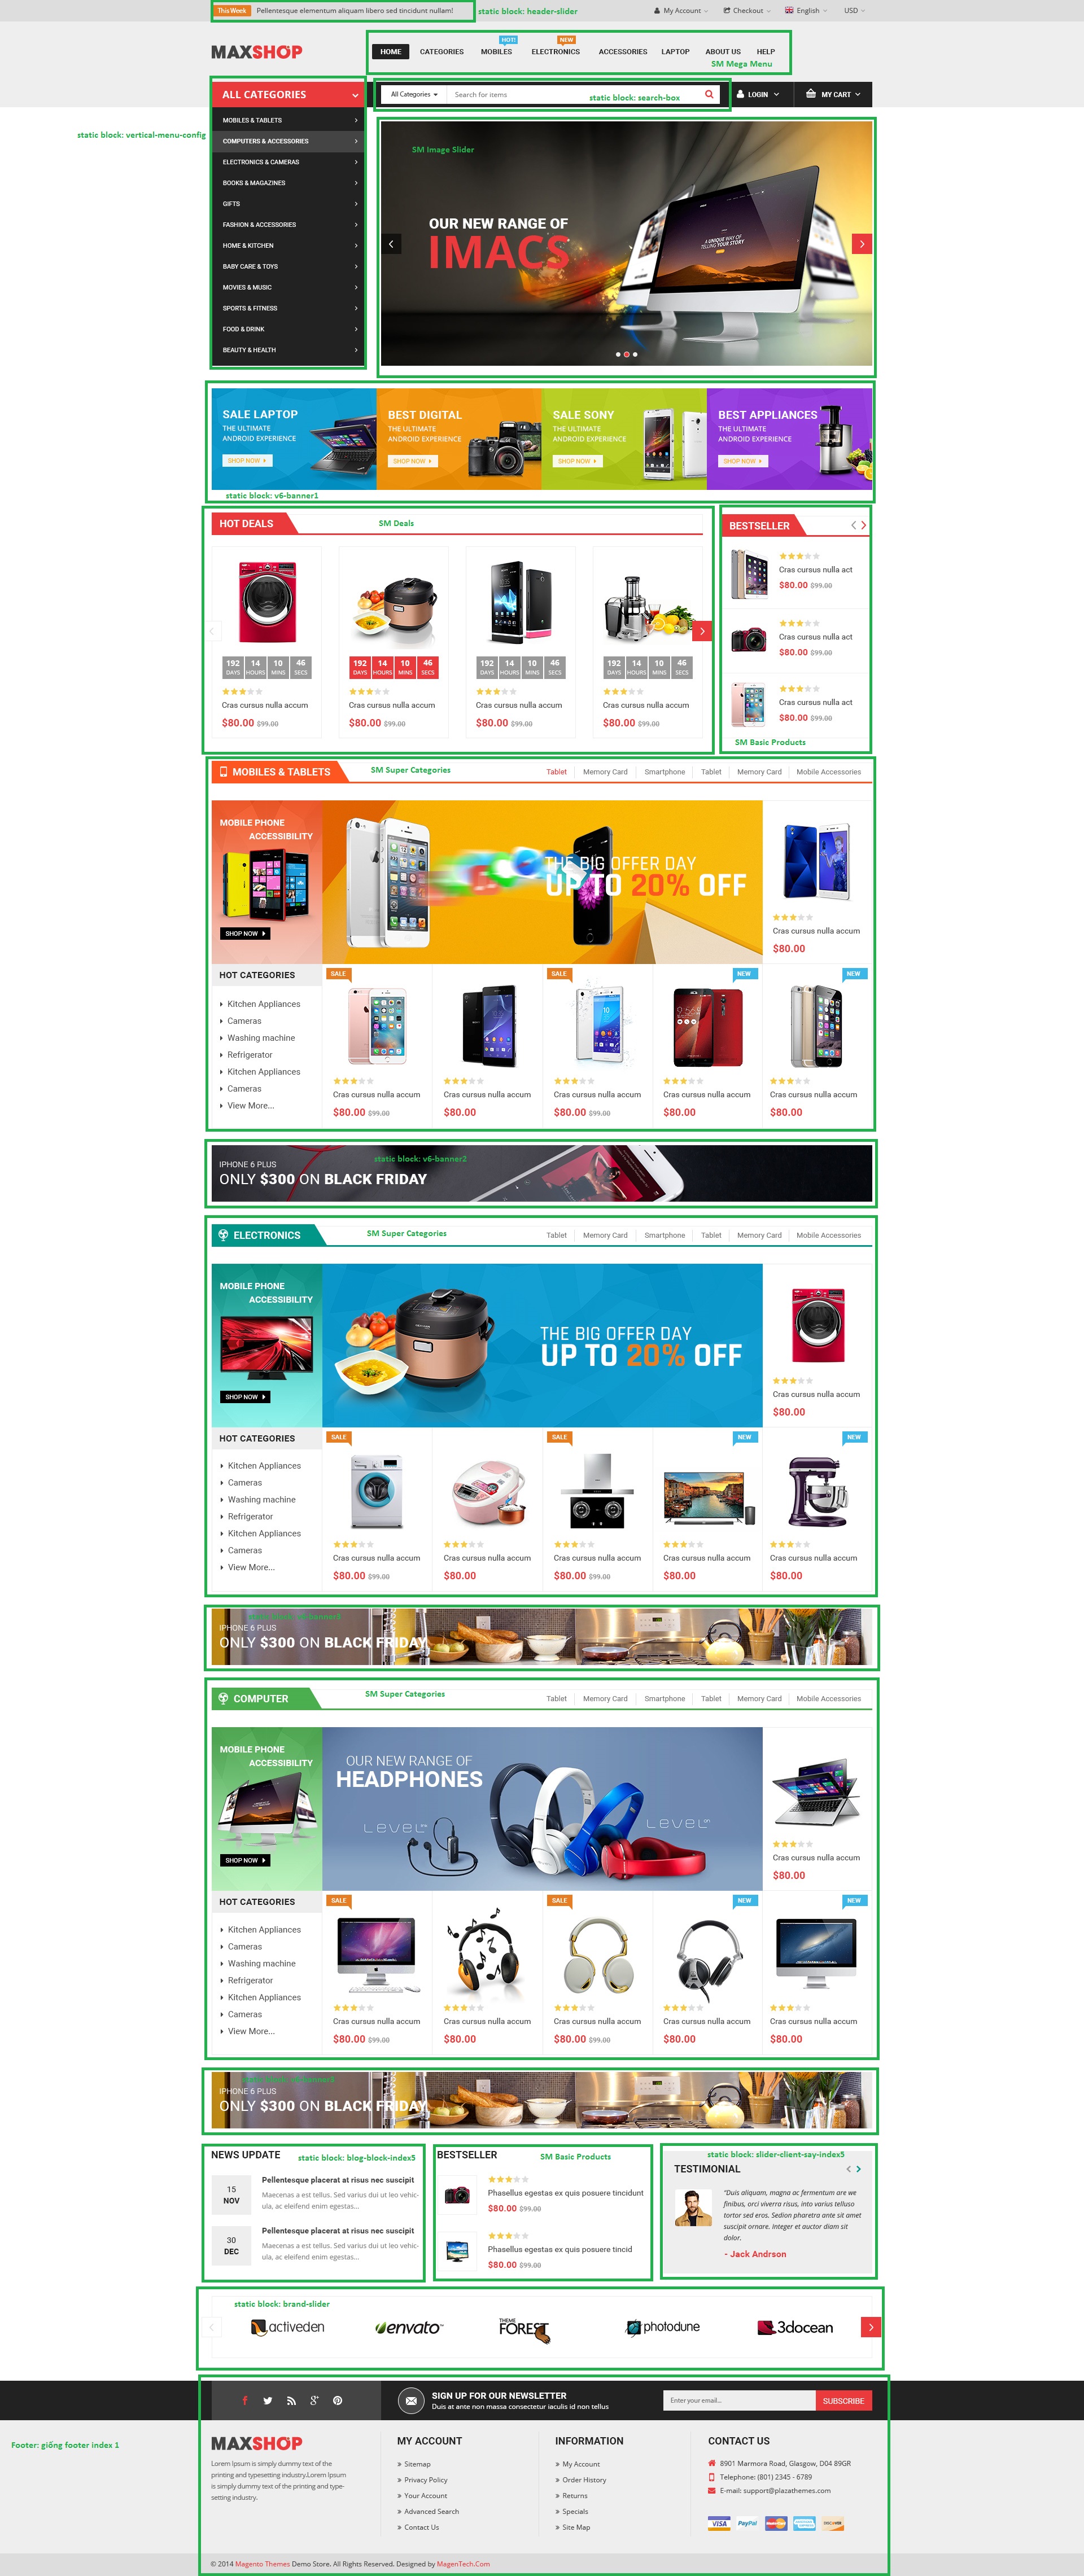 This Week Pellentesque elementum aliquam libero sed tincidunt nullam!
static block: header-slider
My Account Checkout English USD
MAXSHOP
HOT! NEW
HOME CATEGORIES MOBILES ELECTRONICS ACCESSORIES LAPTOP ABOUT US HELP
SM Mega Menu
ALL CATEGORIES
All Categories Search for items
static block: search-box
LOGIN MY CART
static block: vertical-menu-config
MOBILES & TABLETS
COMPUTERS & ACCESSORIES
ELECTRONICS & CAMERAS
BOOKS & MAGAZINES
GIFTS
FASHION & ACCESSORIES
HOME & KITCHEN
BABY CARE & TOYS
MOVIES & MUSIC
SPORTS & FITNESS
FOOD & DRINK
BEAUTY & HEALTH
SM Image Slider
OUR NEW RANGE OF
IMACS
A UNIQUE WAY OF
TELLING YOUR STORY
SALE LAPTOP
THE ULTIMATE
ANDROID EXPERIENCE
SHOP NOW
BEST DIGITAL
THE ULTIMATE
ANDROID EXPERIENCE
SHOP NOW
SALE SONY
THE ULTIMATE
ANDROID EXPERIENCE
SHOP NOW
BEST APPLIANCES
THE ULTIMATE
ANDROID EXPERIENCE
SHOP NOW
static block: v6-banner1
HOT DEALS
SM Deals
192 14 10 46
DAYS HOURS MINS SECS
Cras cursus nulla accum
$80.00 $99.00
192 14 10 46
DAYS HOURS MINS SECS
Cras cursus nulla accum
$80.00 $99.00
192 14 10 46
DAYS HOURS MINS SECS
Cras cursus nulla accum
$80.00 $99.00
192 14 10 46
DAYS HOURS MINS SECS
Cras cursus nulla accum
$80.00 $99.00
BESTSELLER
Cras cursus nulla act
$80.00 $99.00
Cras cursus nulla act
$80.00 $99.00
Cras cursus nulla act
$80.00 $99.00
SM Basic Products
MOBILES & TABLETS
SM Super Categories
Tablet Memory Card Smartphone Tablet Memory Card Mobile Accessories
MOBILE PHONE
ACCESSIBILITY
SHOP NOW
THE BIG OFFER DAY
UP TO 20% OFF
Cras cursus nulla accum
$80.00
HOT CATEGORIES
Kitchen Appliances
Cameras
Washing machine
Refrigerator
Kitchen Appliances
Cameras
View More...
SALE
Cras cursus nulla accum
$80.00 $99.00
Cras cursus nulla accum
$80.00
SALE
Cras cursus nulla accum
$80.00 $99.00
NEW
Cras cursus nulla accum
$80.00
NEW
Cras cursus nulla accum
$80.00
static block: v6-banner2
IPHONE 6 PLUS
ONLY $300 ON BLACK FRIDAY
ELECTRONICS
SM Super Categories
Tablet Memory Card Smartphone Tablet Memory Card Mobile Accessories
MOBILE PHONE
ACCESSIBILITY
SHOP NOW
THE BIG OFFER DAY
UP TO 20% OFF
Cras cursus nulla accum
$80.00
HOT CATEGORIES
Kitchen Appliances
Cameras
Washing machine
Refrigerator
Kitchen Appliances
Cameras
View More...
SALE
Cras cursus nulla accum
$80.00 $99.00
Cras cursus nulla accum
$80.00
SALE
Cras cursus nulla accum
$80.00 $99.00
NEW
Cras cursus nulla accum
$80.00
NEW
Cras cursus nulla accum
$80.00
IPHONE 6 PLUS
ONLY $300 ON BLACK FRIDAY
COMPUTER
SM Super Categories
Tablet Memory Card Smartphone Tablet Memory Card Mobile Accessories
MOBILE PHONE
ACCESSIBILITY
SHOP NOW
OUR NEW RANGE OF
HEADPHONES
LEVEL
LEVEL
Cras cursus nulla accum
$80.00
HOT CATEGORIES
Kitchen Appliances
Cameras
Washing machine
Refrigerator
Kitchen Appliances
Cameras
View More...
SALE
Cras cursus nulla accum
$80.00 $99.00
Cras cursus nulla accum
$80.00
SALE
Cras cursus nulla accum
$80.00 $99.00
NEW
Cras cursus nulla accum
$80.00
NEW
Cras cursus nulla accum
$80.00
IPHONE 6 PLUS
ONLY $300 ON BLACK FRIDAY
NEWS UPDATE
static block: blog-block-index5
15
NOV
Pellentesque placerat at risus nec suscipit
Maecenas a est tellus. Sed varius dui ut leo vehic-
ula, ac eleifend enim egestas...
30
DEC
Pellentesque placerat at risus nec suscipit
Maecenas a est tellus. Sed varius dui ut leo vehic-
ula, ac eleifend enim egestas...
BESTSELLER
SM Basic Products
Phasellus egestas ex quis posuere tincidunt
$80.00 $99.00
Phasellus egestas ex quis posuere tincid
$80.00 $99.00
static block: slider-client-say-index5
TESTIMONIAL
"Duis aliquam, magna ac fermentum are we
finibus, orci viverra risus, into varius telluso
tortor sed eros. Sedion pharetra ante sit amet
suscipit ornare. Integer et auctor diam sit
dolor.
- Jack Andrson
static block: brand-slider
activeden
envato
THEME
FOREST
photodune
3docean
SIGN UP FOR OUR NEWSLETTER
Duis at ante non massa consectetur iaculis id non tellus
Enter your email...
SUBSCRIBE
Footer: giống footer index 1
MAXSHOP
Lorem Ipsum is simply dummy text of the
printing and typesetting industry.Lorem Ipsum
is simply dummy text of the printing and type-
setting industry.
MY ACCOUNT
Sitemap
Privacy Policy
Your Account
Advanced Search
Contact Us
INFORMATION
My Account
Order History
Returns
Specials
Site Map
CONTACT US
8901 Marmora Road, Glasgow, D04 89GR
Telephone: (801) 2345 - 6789
E-mail: support@plazathemes.com
VISA PayPal MasterCard
© 2014 Magento Themes Demo Store. All Rights Reserved. Designed by MagenTech.Com